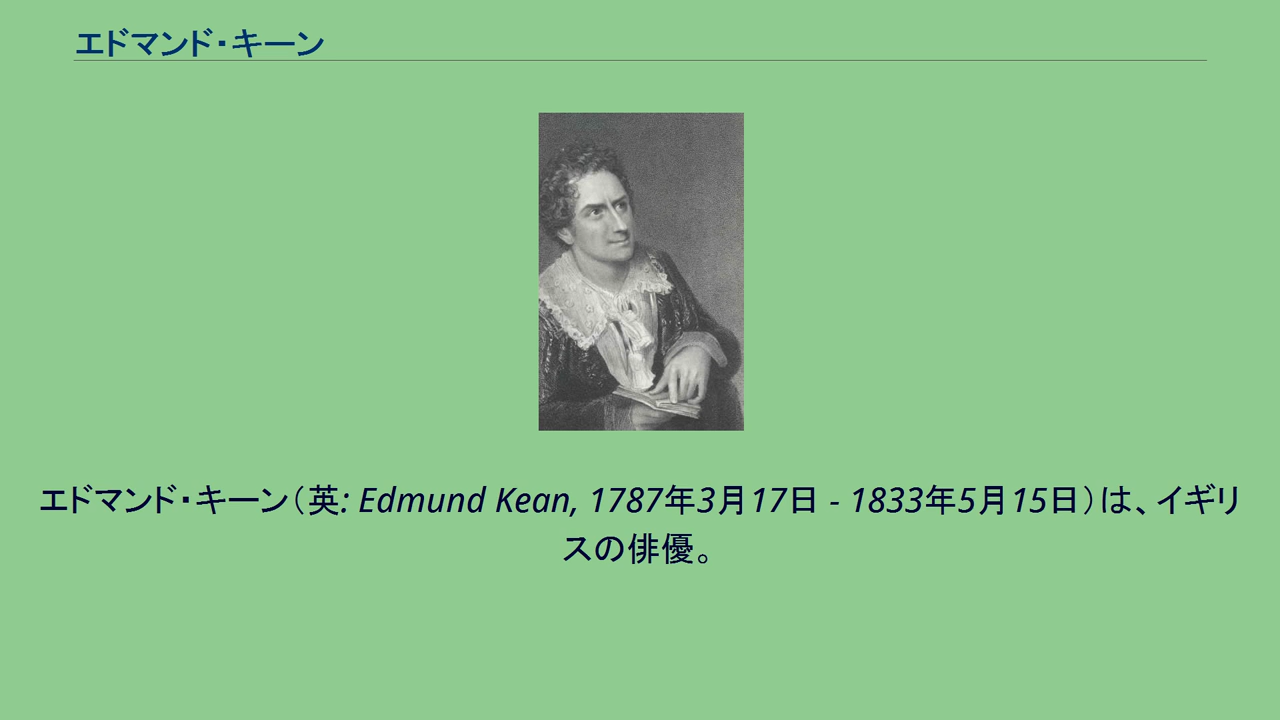 エドマンド・キーン
エドマンド・キーン（英: Edmund Kean, 1787年3月17日 - 1833年5月15日）は、イギリ
スの俳優。